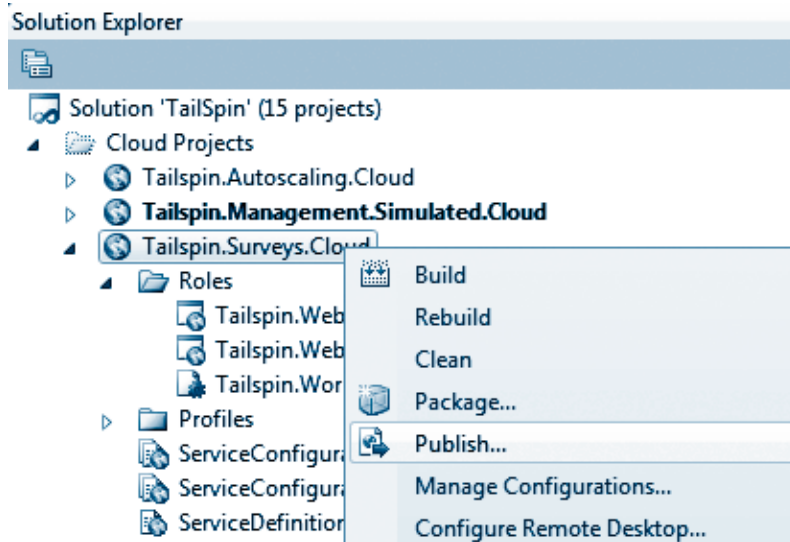 Solution Explorer
Solution 'TailSpin' (15 projects)
Cloud Projects
Tailspin.Autoscaling.Cloud
Tailspin.Management.Simulated.Cloud
Tailspin.Surveys.Cloud
Roles
Tailspin.Web
Tailspin.Web
Tailspin.Wor
Profiles
ServiceConfigura
ServiceConfigura
ServiceDefinition
Build
Rebuild
Clean
Package...
Publish...
Manage Configurations...
Configure Remote Desktop...